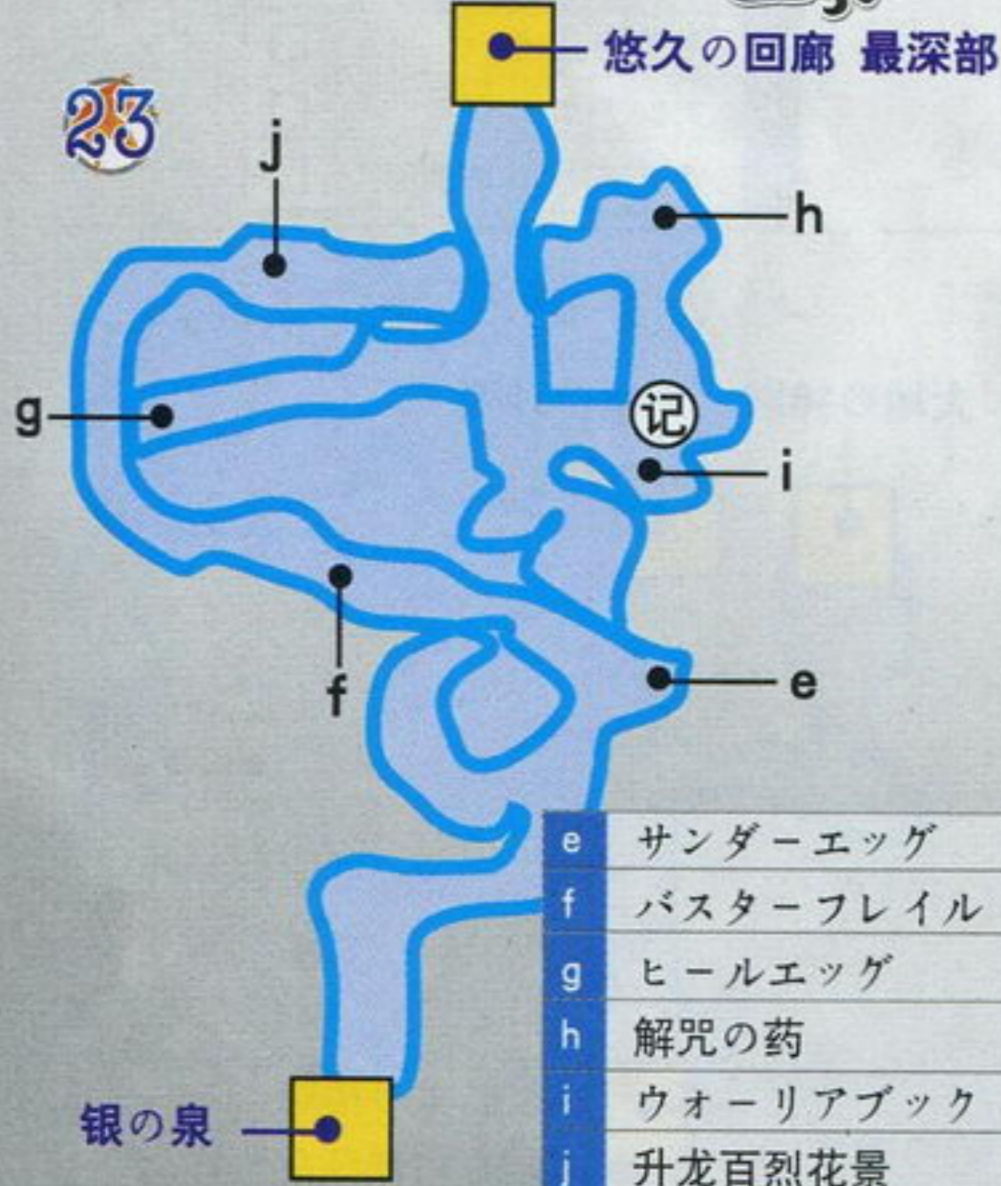 悠久の回廊 最深部
23
j
h
g
记
i
f
e
e サンダーエッグ
f バスターフレイル
g ヒールエッグ
h 解咒の药
i ウォーリアブック
银の泉
j 升龙百烈花景